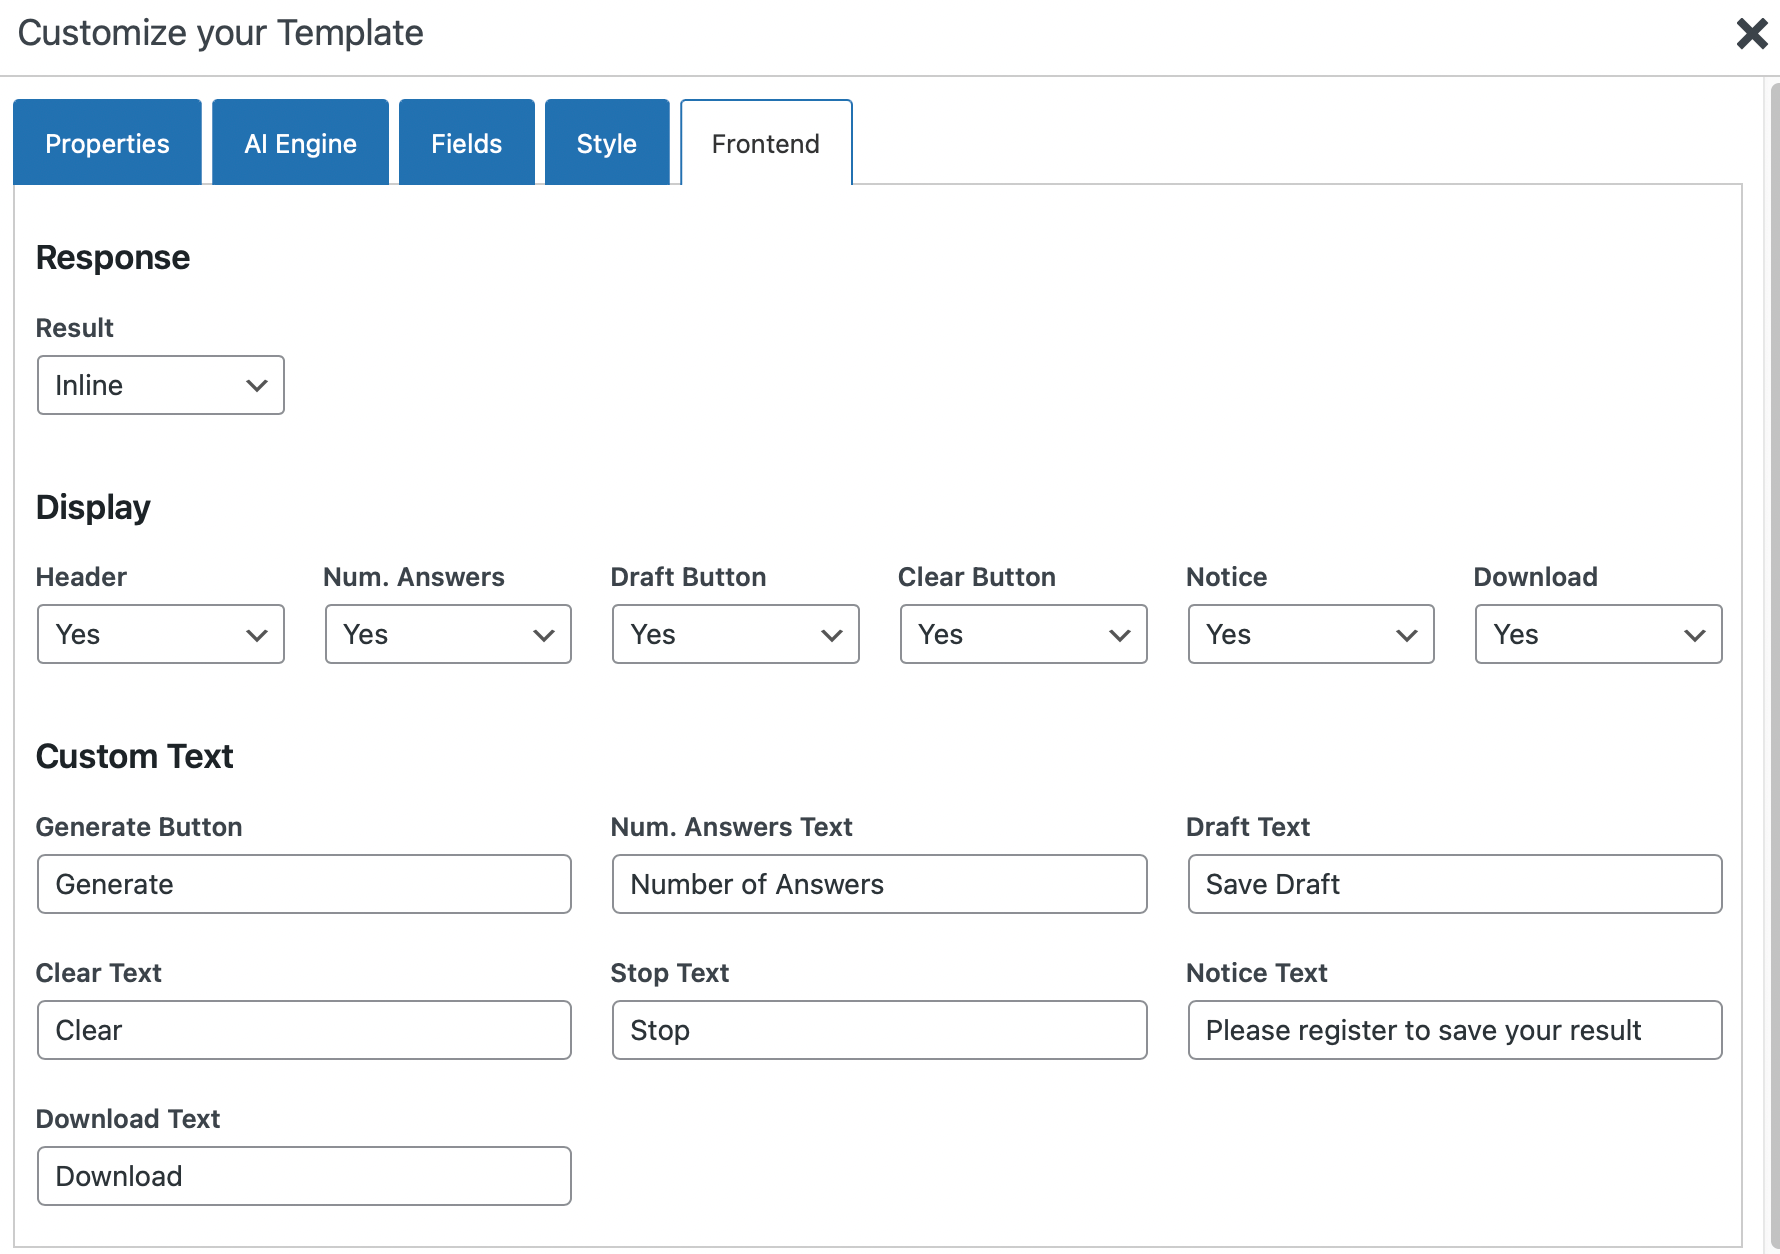 Customize your Template
Properties AI Engine Fields Style Frontend
Response
Result
Inline
Display
Header Num. Answers Draft Button Clear Button Notice Download
Yes Yes Yes Yes Yes Yes
Custom Text
Generate Button Num. Answers Text Draft Text
Generate Number of Answers Save Draft
Clear Text Stop Text Notice Text
Clear Stop Please register to save your result
Download Text
Download